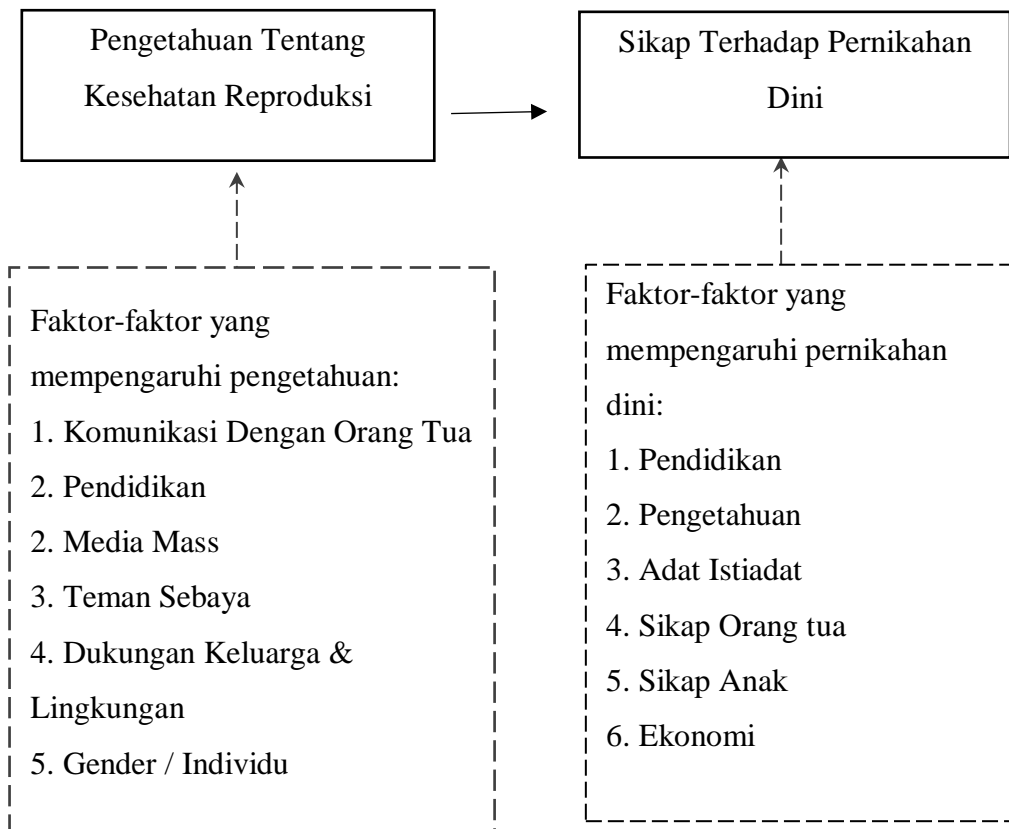 Pengetahuan Tentang
Kesehatan Reproduksi
Sikap Terhadap Pernikahan
Dini
Faktor-faktor yang
mempengaruhi pengetahuan:
1. Komunikasi Dengan Orang Tua
2. Pendidikan
2. Media Mass
3. Teman Sebaya
4. Dukungan Keluarga &
Lingkungan
5. Gender / Individu
Faktor-faktor yang
mempengaruhi pernikahan
dini:
1. Pendidikan
2. Pengetahuan
3. Adat Istiadat
4. Sikap Orang tua
5. Sikap Anak
6. Ekonomi